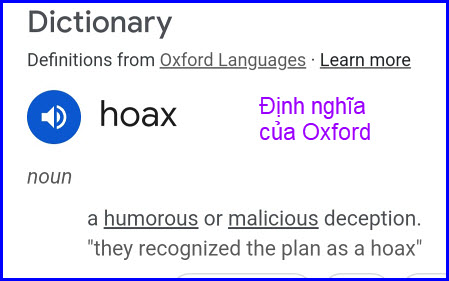 Dictionary
Definitions from Oxford Languages · Learn more
hoax
Định nghĩa
của Oxford
noun
a humorous or malicious deception.
"they recognized the plan as a hoax"